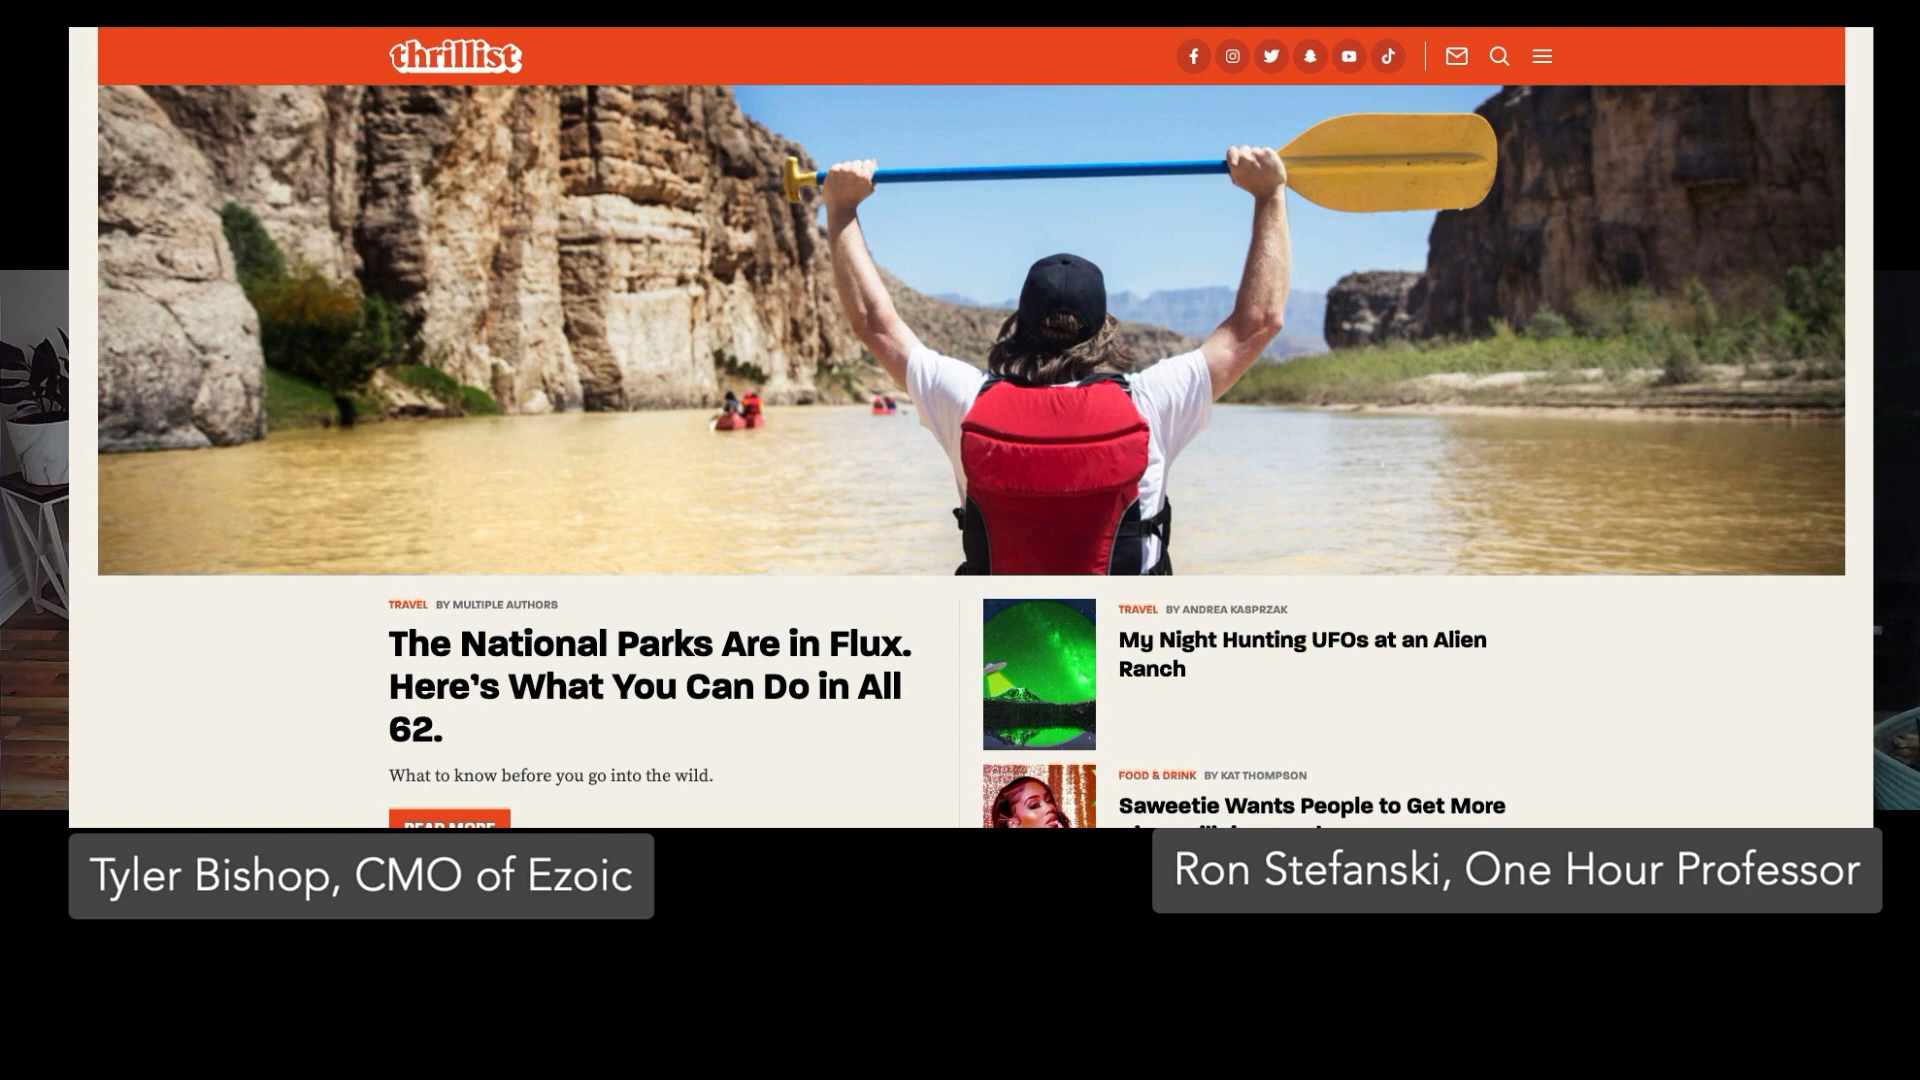 thrillist
TRAVEL BY MULTIPLE AUTHORS
The National Parks Are in Flux.
Here's What You Can Do in All
62.
What to know before you go into the wild.
READ MORE
TRAVEL BY ANDREA KASPRZAK
My Night Hunting UFOs at an Alien
Ranch
FOOD & DRINK BY KAT THOMPSON
Saweetie Wants People to Get More
Tyler Bishop, CMO of Ezoic
Ron Stefanski, One Hour Professor